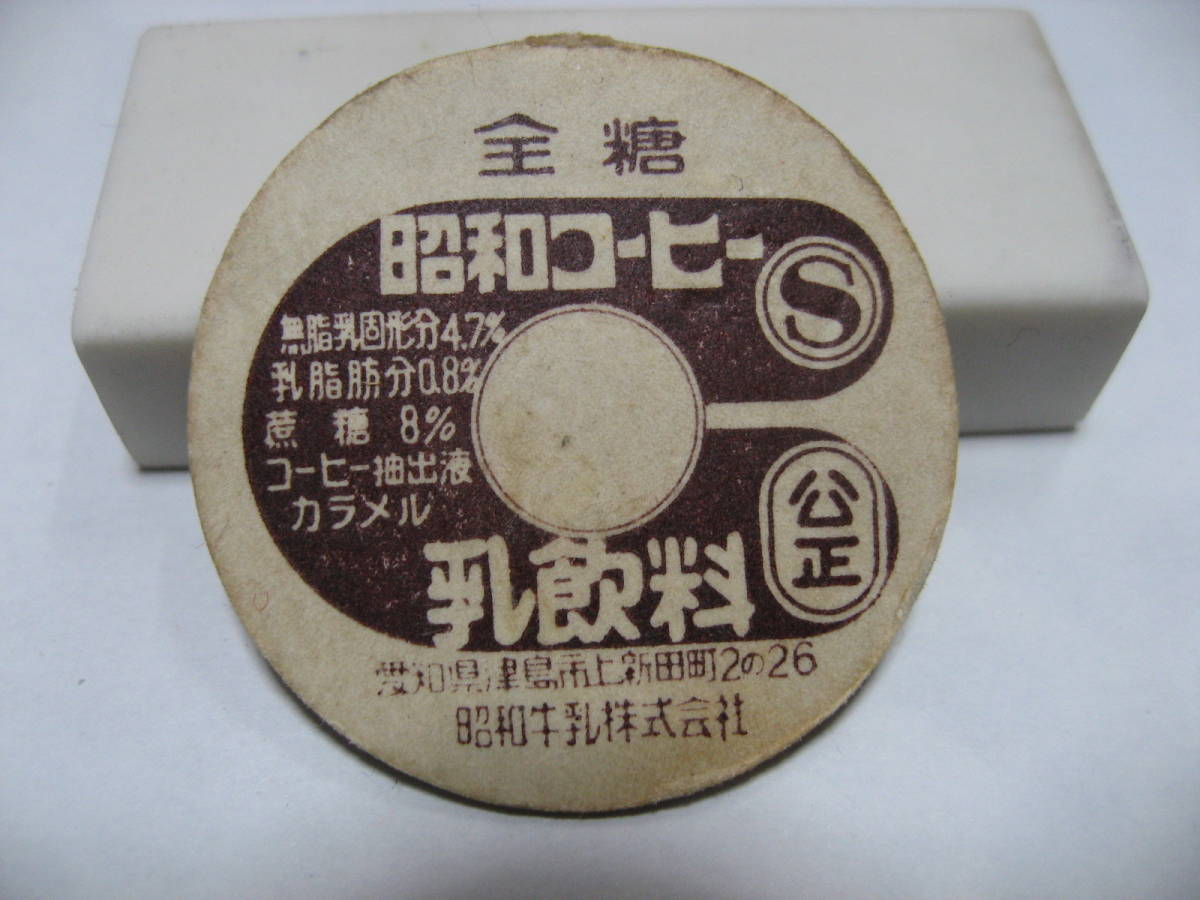 全糖
昭和コーヒー
S
無脂乳固形分4.7%
乳脂肪分0.8%
蔗糖 8%
コーヒー抽出液
カラメル
公正
乳飲料
愛知県津島市上新田町2の26
昭和牛乳株式会社